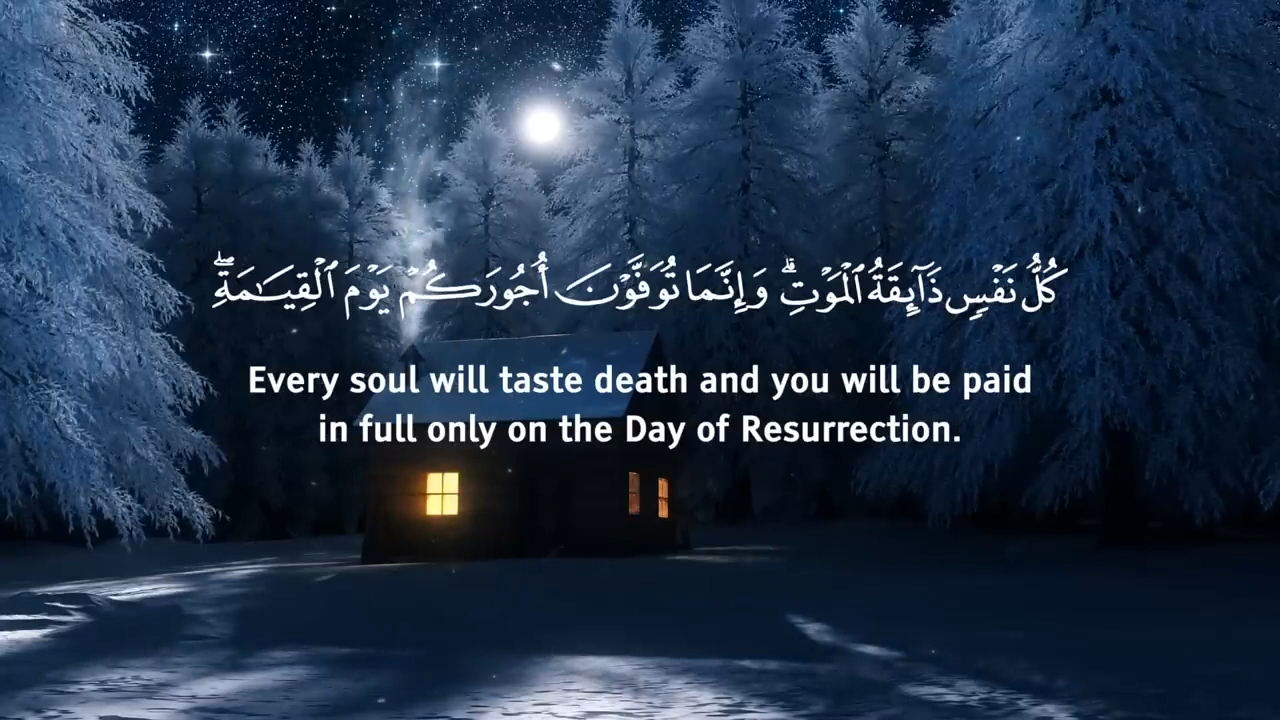 كُلُّ نَفْسٍ ذَآئِقَةُ ٱلْمَوْتِ ۗ وَإِنَّمَا تُوَفَّوْنَ أُجُورَكُمْ يَوْمَ ٱلْقِيَـٰمَةِ ۖ
Every soul will taste death and you will be paid
in full only on the Day of Resurrection.